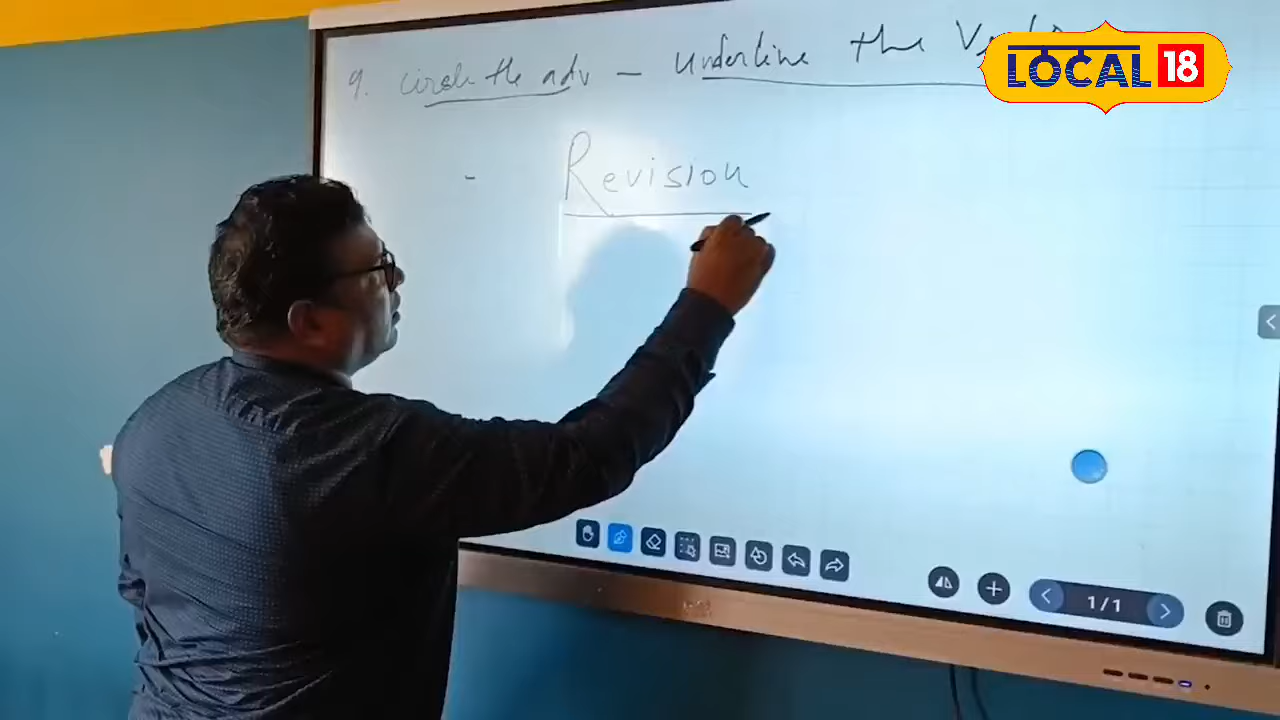 9. Circle the adv — underline the
LOCAL 18
- Revision
1/1